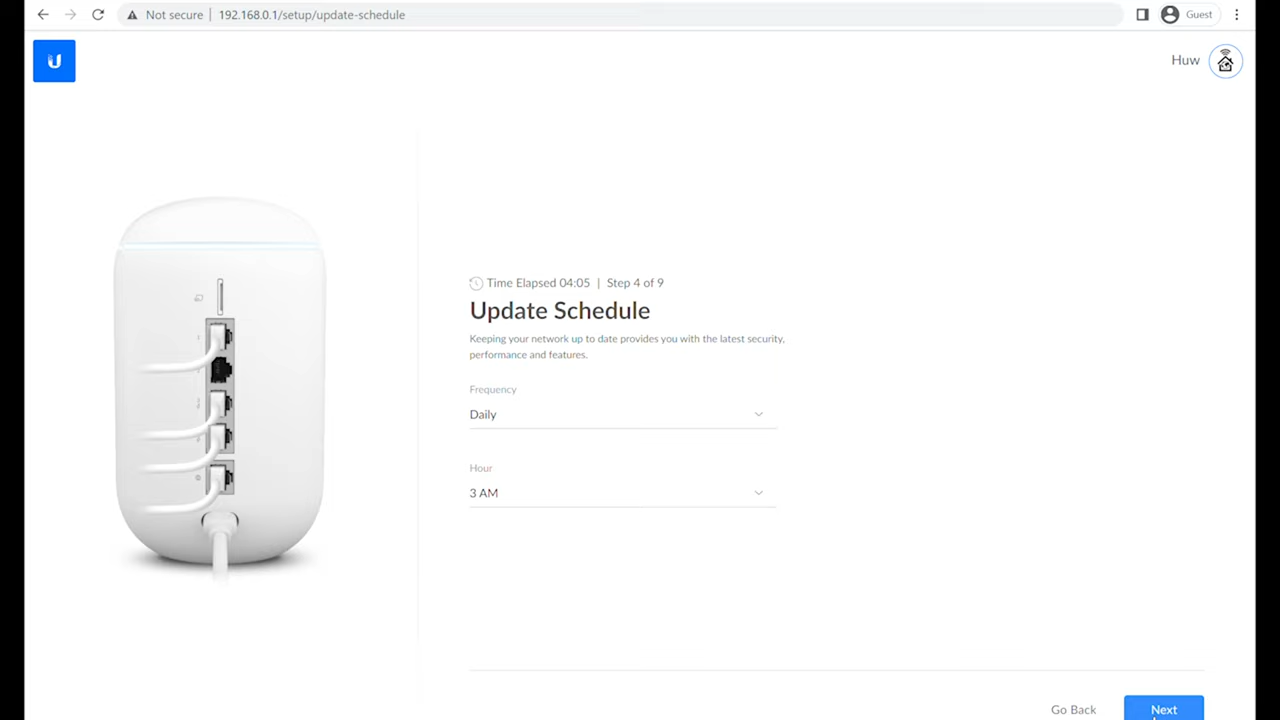 Not secure
192.168.0.1/setup/update-schedule
Guest
Huw
Time Elapsed 04:05 | Step 4 of 9
Update Schedule
Keeping your network up to date provides you with the latest security,
performance and features.
Frequency
Daily
Hour
3 AM
Go Back
Next